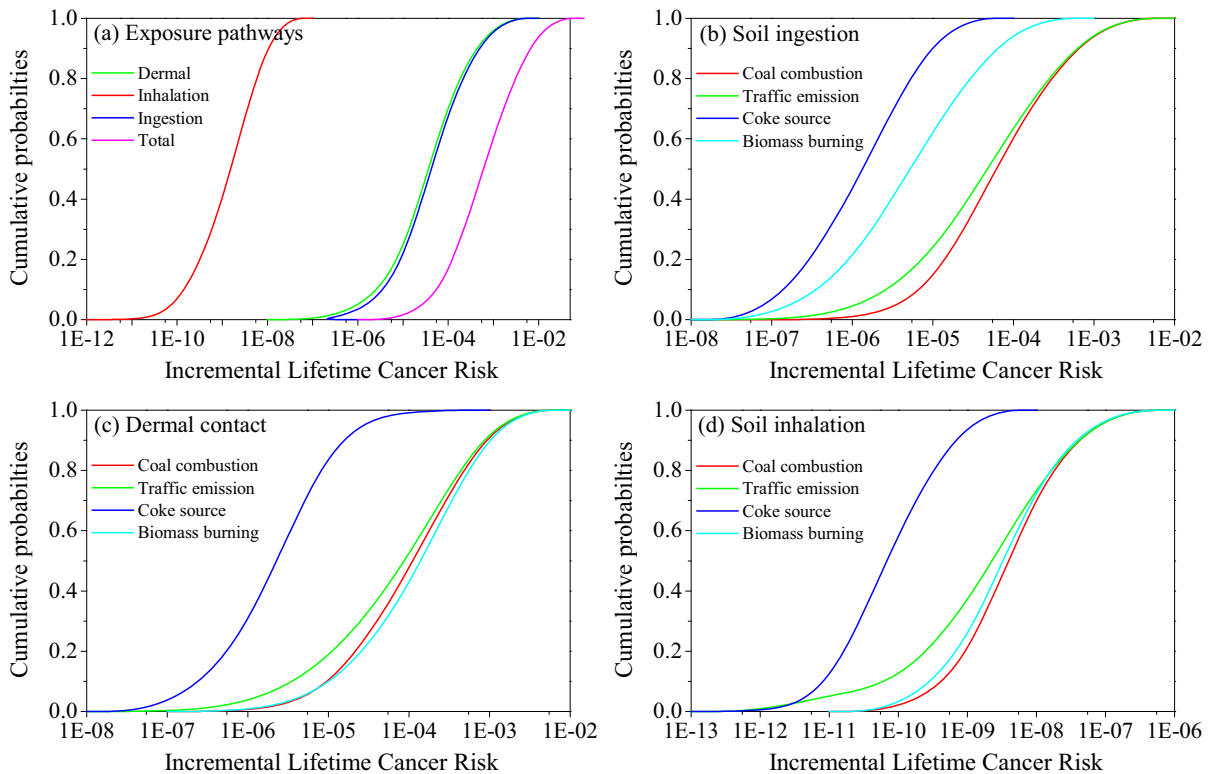 (a) Exposure pathways
Dermal
Inhalation
Ingestion
Total
Cumulative probabilties
1.0
0.8
0.6
0.4
0.2
0.0
1E-12
1E-10
1E-08
1E-06
1E-04
1E-02
Incremental Lifetime Cancer Risk
(b) Soil ingestion
Coal combustion
Traffic emission
Coke source
Biomass burning
Cumulative probabilties
1.0
0.8
0.6
0.4
0.2
0.0
1E-08
1E-07
1E-06
1E-05
1E-04
1E-03
1E-02
Incremental Lifetime Cancer Risk
(c) Dermal contact
Coal combustion
Traffic emission
Coke source
Biomass burning
Cumulative probabilties
1.0
0.8
0.6
0.4
0.2
0.0
1E-08
1E-07
1E-06
1E-05
1E-04
1E-03
1E-02
Incremental Lifetime Cancer Risk
(d) Soil inhalation
Coal combustion
Traffic emission
Coke source
Biomass burning
Cumulative probabilties
1.0
0.8
0.6
0.4
0.2
0.0
1E-13
1E-12
1E-11
1E-10
1E-09
1E-08
1E-07
1E-06
Incremental Lifetime Cancer Risk